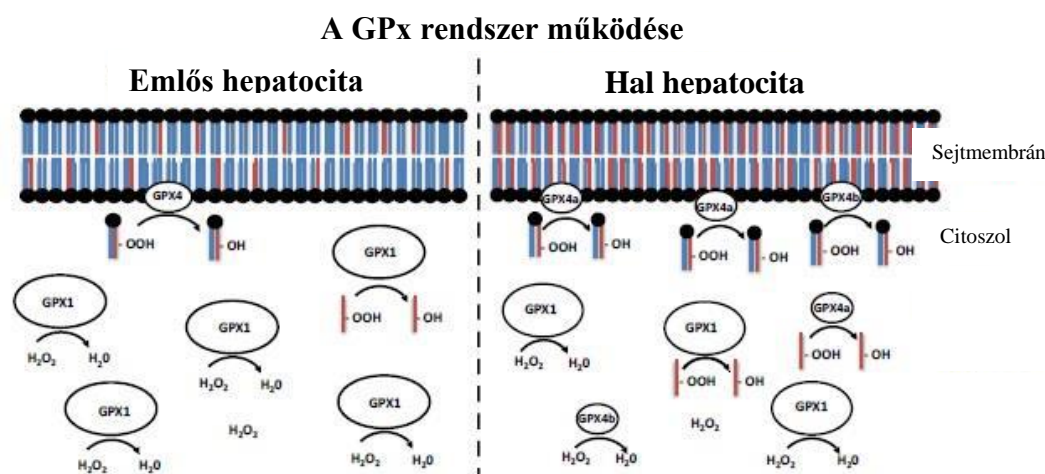 A GPx rendszer működése
Emlős hepatocita
Hal hepatocita
Sejtmembrán
Citoszol
GPX4
- OOH
- OH
GPX1
- OOH
- OH
GPX1
H₂O₂
H₂0
GPX1
H₂O₂
H₂0
GPX1
H₂O₂
H₂0
H₂O₂
GPX1
H₂O₂
H₂0
GPX4a
- OOH
- OH
GPX4a
- OOH
- OH
GPX4b
- OOH
- OH
GPX1
H₂O₂
H₂0
GPX1
- OOH
- OH
H₂O₂
GPX4a
- OOH
- OH
GPX4b
H₂O₂
H₂0
GPX1
H₂O₂
H₂0